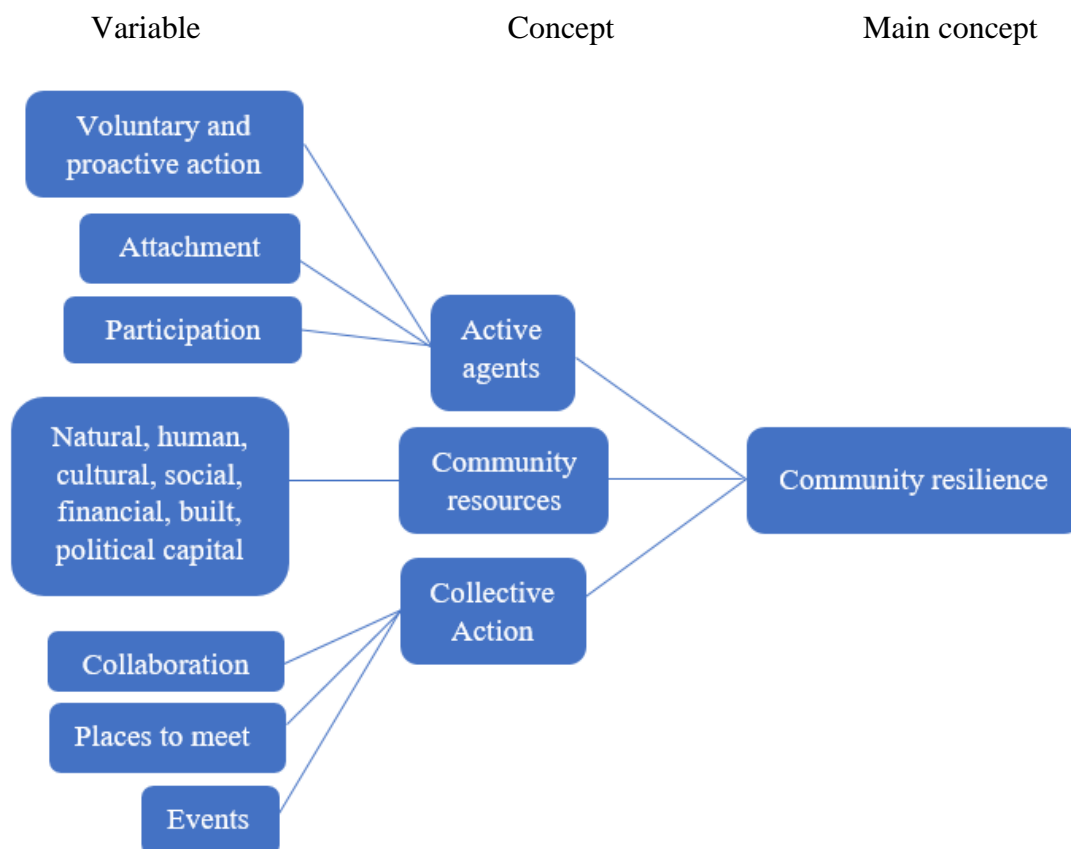 Variable
Concept
Main concept
Voluntary and
proactive action
Attachment
Participation
Natural, human,
cultural, social,
financial, built,
political capital
Collaboration
Places to meet
Events
Active
agents
Community
resources
Collective
Action
Community resilience